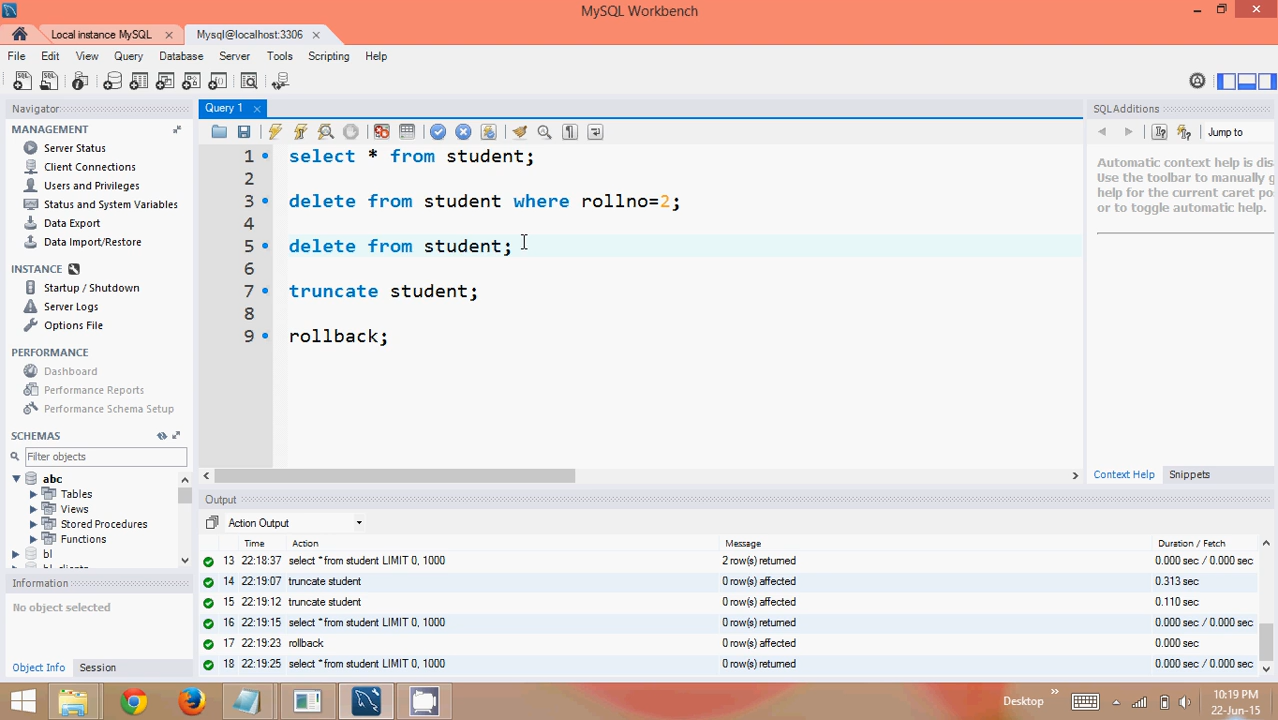 MySQL Workbench
Local instance MySQL
Mysql@localhost:3306
File Edit View Query Database Server Tools Scripting Help
Navigator
MANAGEMENT
Server Status
Client Connections
Users and Privileges
Status and System Variables
Data Export
Data Import/Restore
INSTANCE
Startup / Shutdown
Server Logs
Options File
PERFORMANCE
Dashboard
Performance Reports
Performance Schema Setup
SCHEMAS
Filter objects
abc
Tables
Views
Stored Procedures
Functions
bl
Information
No object selected
Object Info Session
Query 1
1 select * from student;
2
3 delete from student where rollno=2;
4
5 delete from student;
6
7 truncate student;
8
9 rollback;
SQL Additions
Jump to
Automatic context help is dis
Use the toolbar to manually g
help for the current caret po
or to toggle automatic help.
Context Help Snippets
Output
Action Output
Time Action Message Duration / Fetch
13 22:18:37 select * from student LIMIT 0, 1000 2 row(s) returned 0.000 sec / 0.000 sec
14 22:19:07 truncate student 0 row(s) affected 0.313 sec
15 22:19:12 truncate student 0 row(s) affected 0.110 sec
16 22:19:15 select * from student LIMIT 0, 1000 0 row(s) returned 0.000 sec / 0.000 sec
17 22:19:23 rollback 0 row(s) affected 0.000 sec
18 22:19:25 select * from student LIMIT 0, 1000 0 row(s) returned 0.000 sec / 0.000 sec
Desktop
10:19 PM
22-Jun-15